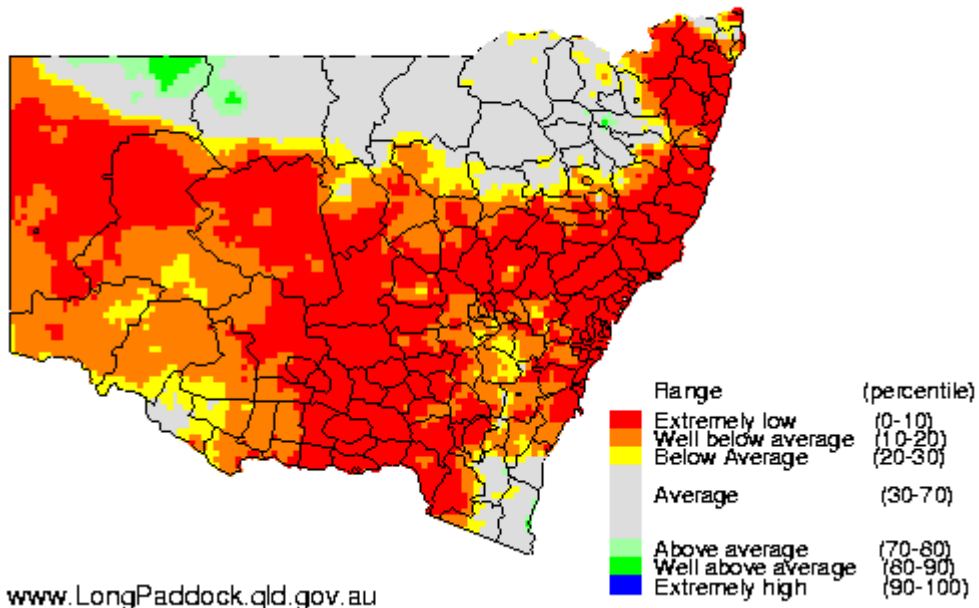 Range (percentile)
Extremely low (0-10)
Well below average (10-20)
Below Average (20-30)
Average (30-70)
Above average (70-80)
Well above average (80-90)
Extremely high (90-100)
www.LongPaddock.qld.gov.au